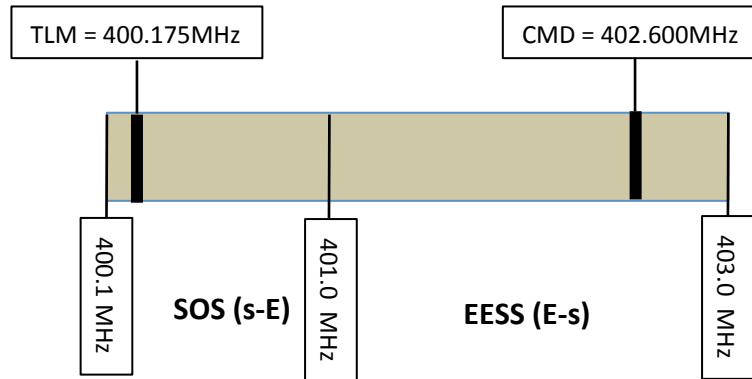 TLM = 400.175MHz
CMD = 402.600MHz
400.1 MHz
401.0 MHz
403.0 MHz
SOS (s-E)
EESS (E-s)